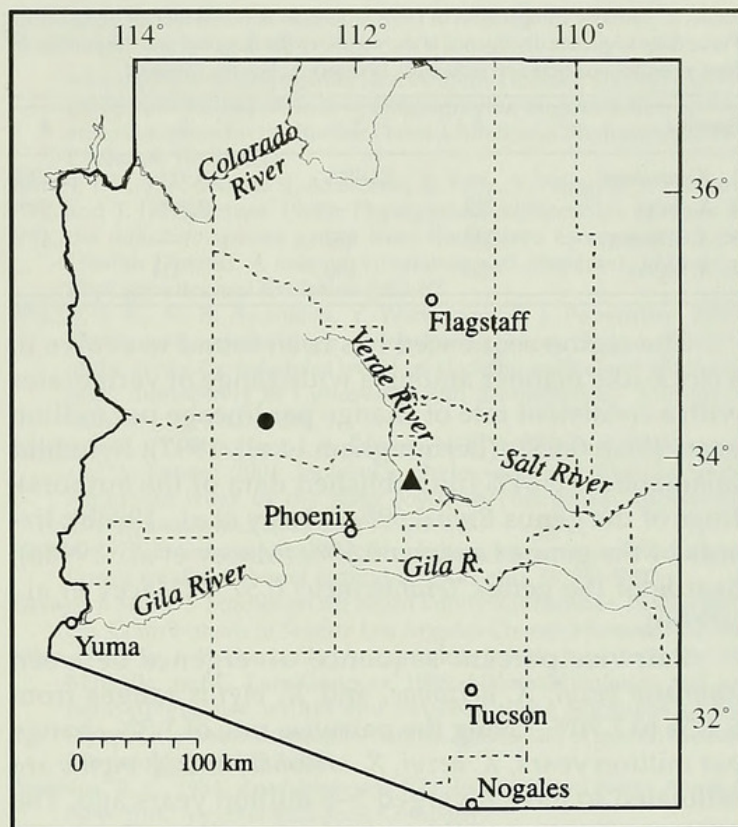 114° 112° 110°
Colorado
River
36°
Flagstaff
Verde River
34°
Salt River
Phoenix
Gila R.
Gila River
Yuma
Tucson
32°
0 100 km
Nogales